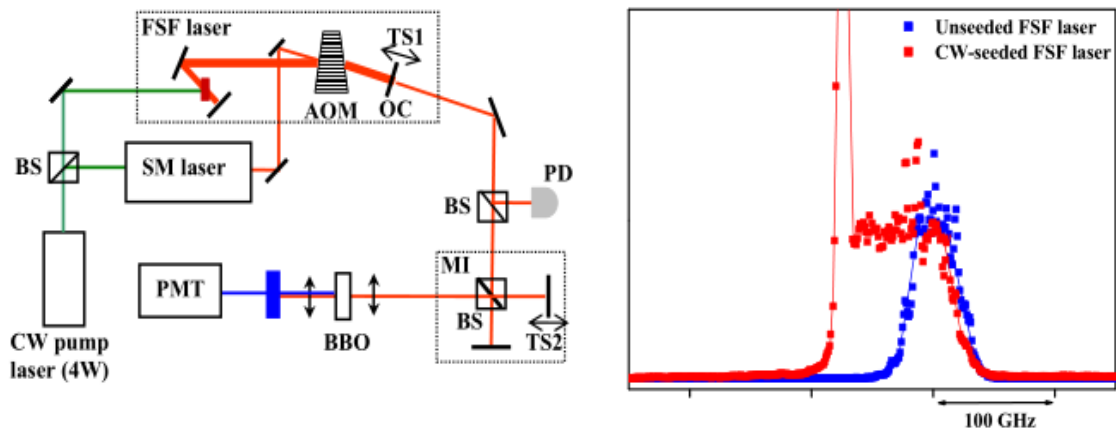 FSF laser
TS1
AOM
OC
BS
SM laser
PD
BS
MI
PMT
BS
TS2
BBO
CW pump
laser (4W)
Unseeded FSF laser
CW-seeded FSF laser
100 GHz